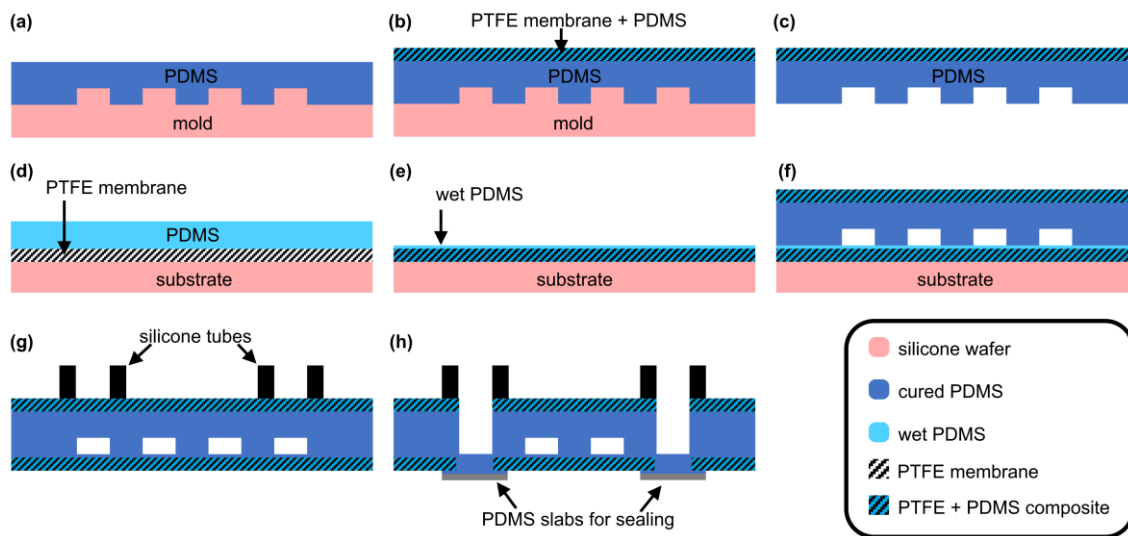 (a)
(b)
PTFE membrane + PDMS
(c)
PDMS
mold
PDMS
mold
PDMS
(d)
PTFE membrane
PDMS
substrate
(e)
wet PDMS
substrate
(f)
substrate
(g)
silicone tubes
(h)
PDMS slabs for sealing
silicone wafer
cured PDMS
wet PDMS
PTFE membrane
PTFE + PDMS composite